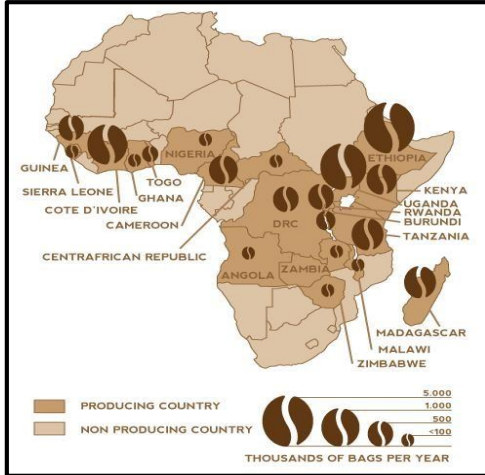 NIGERIA
ETHIOPIA
GUINEA
SIERRA LEONE
TOGO
COTE D'IVOIRE
GHANA
CAMEROON
CENTRAFRICAN REPUBLIC
DRC
KENYA
UGANDA
RWANDA
BURUNDI
TANZANIA
ANGOLA
ZAMBIA
MADAGASCAR
MALAWI
ZIMBABWE
PRODUCING COUNTRY
NON PRODUCING COUNTRY
5.000
1.000
500
<100
THOUSANDS OF BAGS PER YEAR